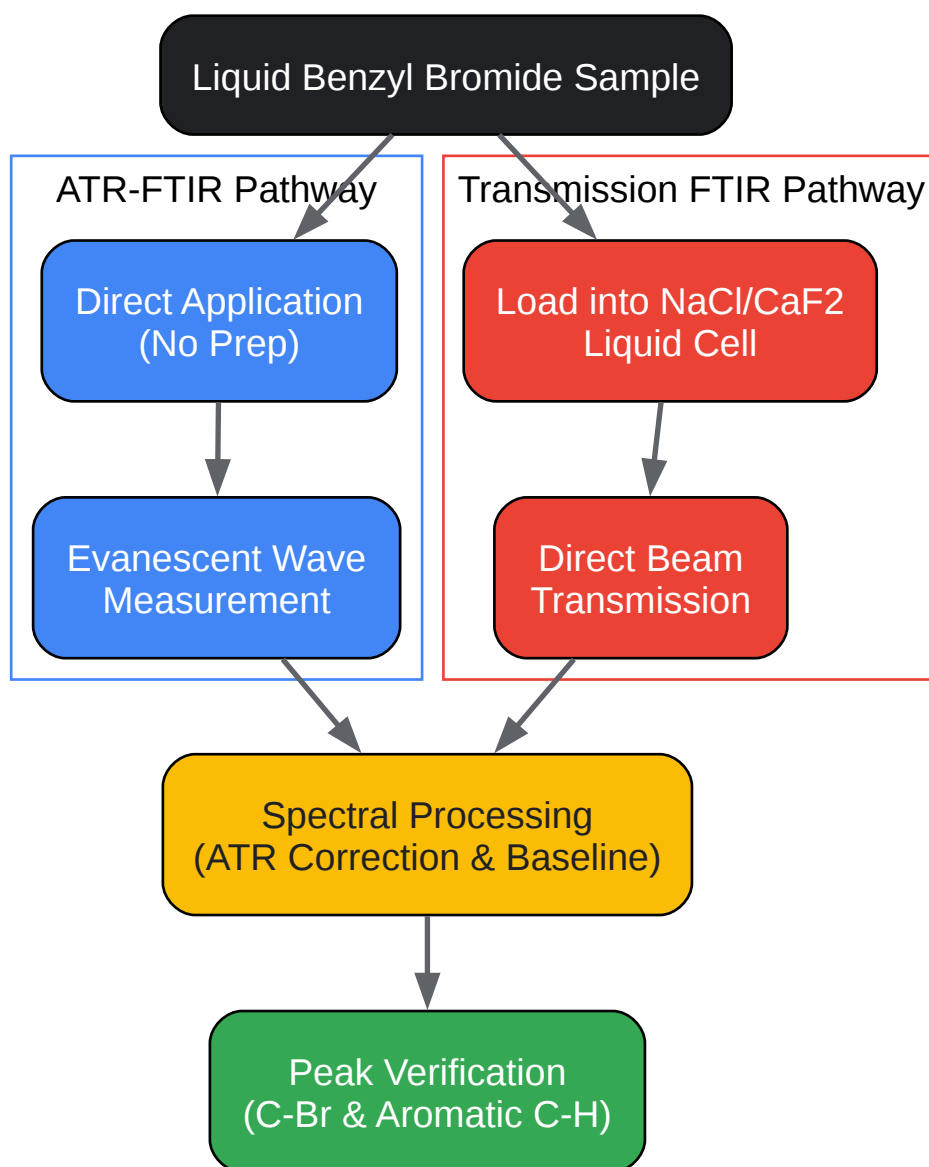 Liquid Benzyl Bromide Sample
ATR-FTIR Pathway
Transmission FTIR Pathway
Direct Application
(No Prep)
Load into NaCl/CaF2
Liquid Cell
Evanescent Wave
Measurement
Direct Beam
Transmission
Spectral Processing
(ATR Correction & Baseline)
Peak Verification
(C-Br & Aromatic C-H)